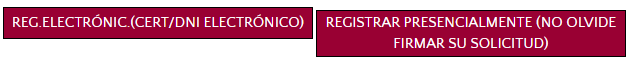 REG.ELECTRÓNIC.(CERT/DNI ELECTRÓNICO)
REGISTRAR PRESENCIALMENTE (NO OLVIDE
FIRMAR SU SOLICITUD)